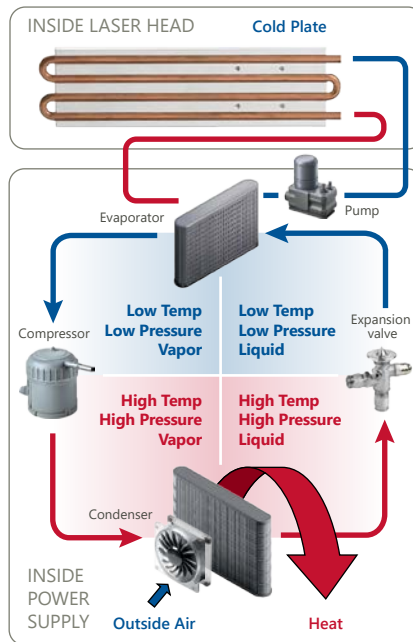 INSIDE LASER HEAD
Cold Plate
Evaporator
Pump
Compressor
Low Temp
Low Pressure
Vapor
Low Temp
Low Pressure
Liquid
Expansion
valve
High Temp
High Pressure
Vapor
High Temp
High Pressure
Liquid
Condenser
INSIDE
POWER
SUPPLY
Outside Air
Heat